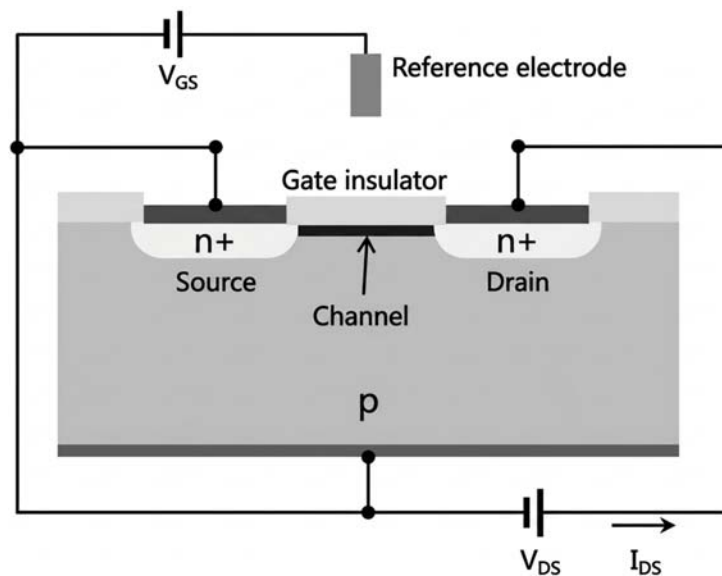 V_GS
Reference electrode
Gate insulator
n+
n+
Source
Drain
Channel
p
V_DS
I_DS